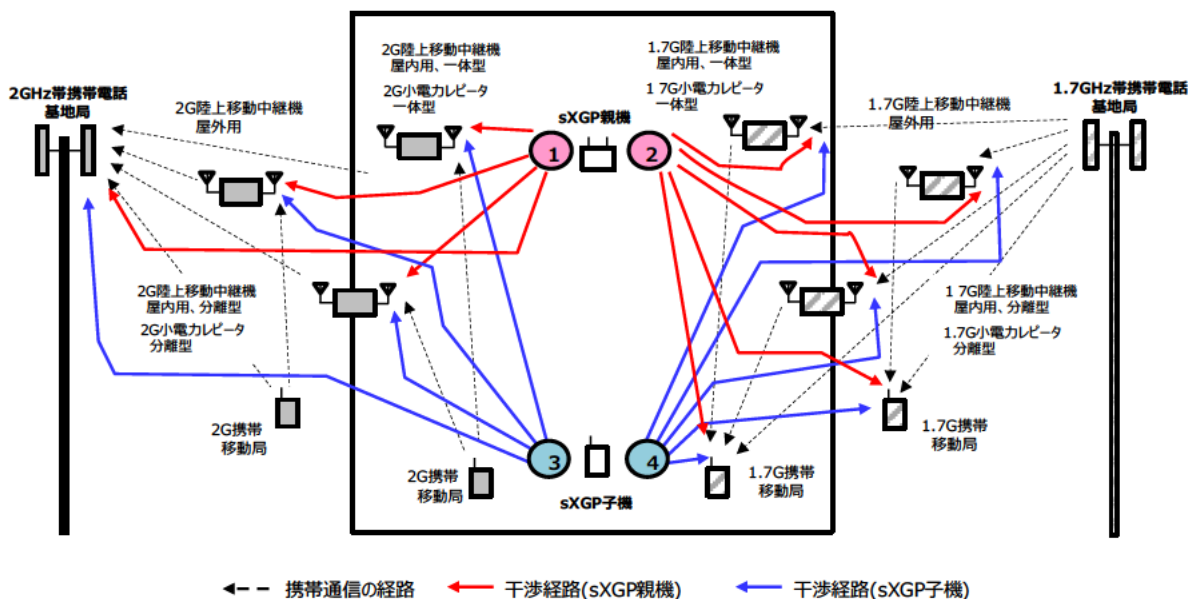 2G陸上移動中継機
屋内用、一体型
2G小電力レピータ
一体型
1.7G陸上移動中継機
屋内用、一体型
1 7G小電力レピータ
一体型
2GHz帯携帯電話
基地局
2G陸上移動中継機
屋外用
sXGP親機
1
2
1.7G陸上移動中継機
屋外用
1.7GHz帯携帯電話
基地局
2G陸上移動中継機
屋内用、分離型
2G小電力レピータ
分離型
1 7G陸上移動中継機
屋内用、分離型
1.7G小電力レピータ
分離型
2G携帯
移動局
2G携帯
移動局
3
4
sXGP子機
1.7G携帯
移動局
1.7G携帯
移動局
携帯通信の経路
干渉経路(sXGP親機)
干渉経路(sXGP子機)